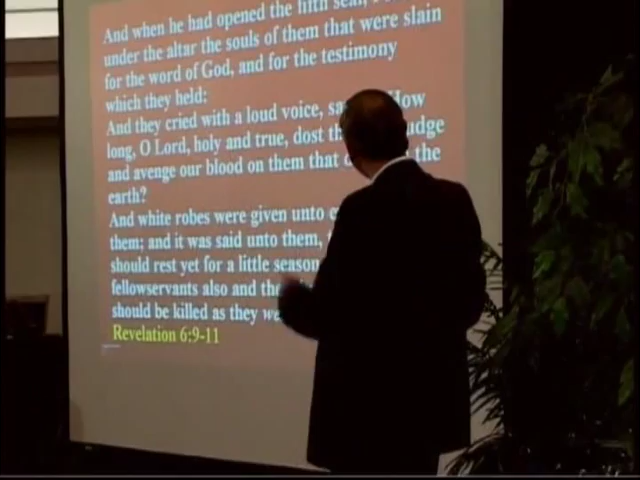 And when he had opened the fifth seal,
under the altar the souls of them that were slain
for the word of God, and for the testimony
which they held:
And they cried with a loud voice, sa How
long, O Lord, holy and true, dost th udge
and avenge our blood on them that the
earth?
And white robes were given unto e
them; and it was said unto them,
should rest yet for a little season
fellowservants also and the
should be killed as they we
Revelation 6:9-11